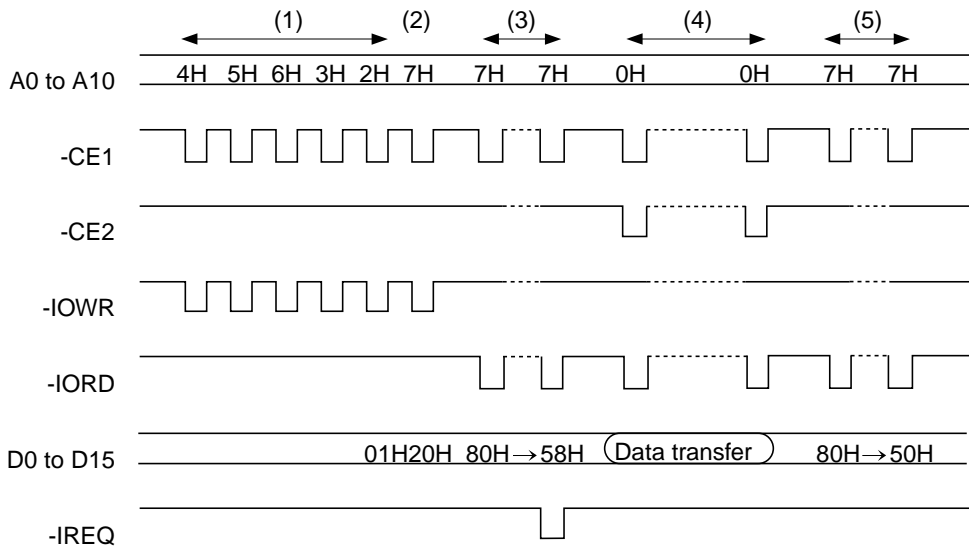 (1) (2) (3) (4) (5)
A0 to A10 4H 5H 6H 3H 2H 7H 7H 7H 0H 0H 7H 7H
-CE1
-CE2
-IOWR
-IORD
D0 to D15 01H20H 80H→58H Data transfer 80H→50H
-IREQ